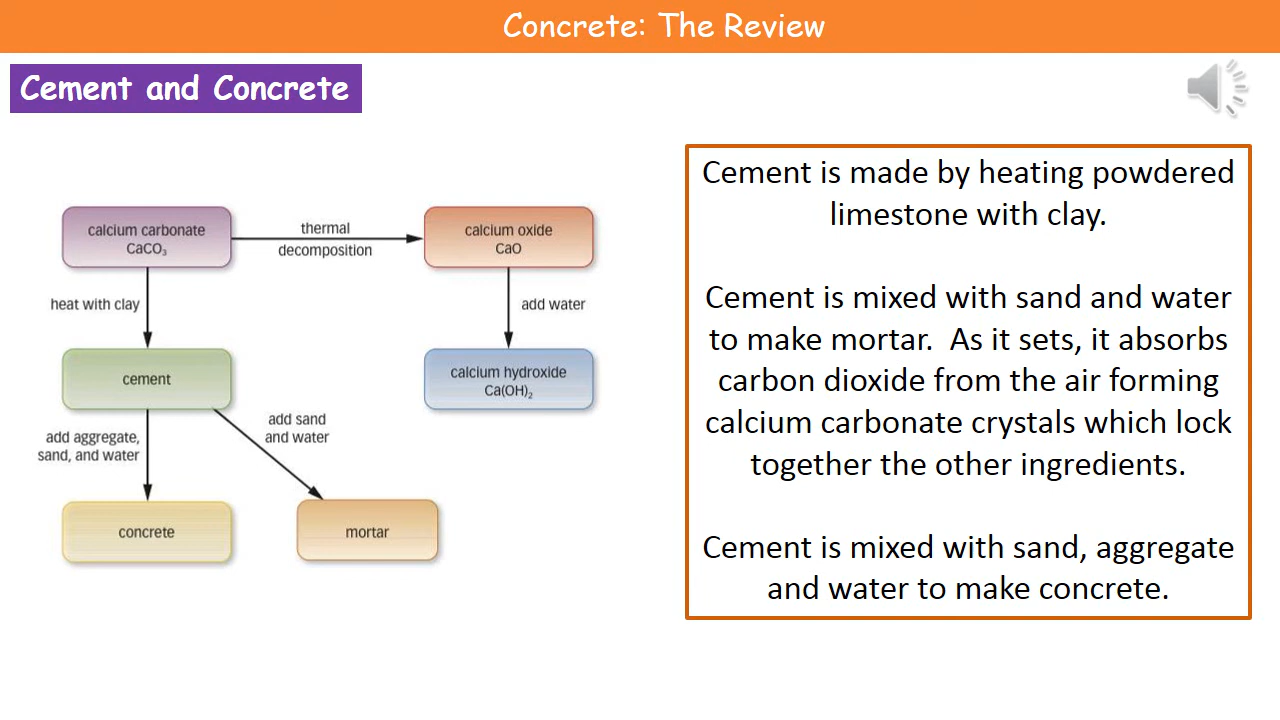 Concrete: The Review
Cement and Concrete
calcium carbonate
CaCO₃
thermal
decomposition
calcium oxide
CaO
heat with clay
add water
cement
calcium hydroxide
Ca(OH)₂
add aggregate,
sand, and water
add sand
and water
concrete
mortar
Cement is made by heating powdered
limestone with clay.
Cement is mixed with sand and water
to make mortar.  As it sets, it absorbs
carbon dioxide from the air forming
calcium carbonate crystals which lock
together the other ingredients.
Cement is mixed with sand, aggregate
and water to make concrete.